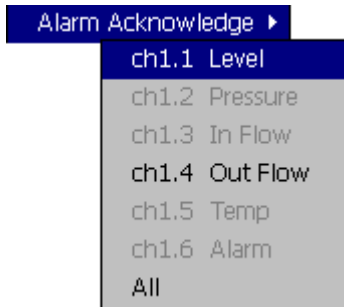 Alarm Acknowledge
ch1.1 Level
ch1.2 Pressure
ch1.3 In Flow
ch1.4 Out Flow
ch1.5 Temp
ch1.6 Alarm
All